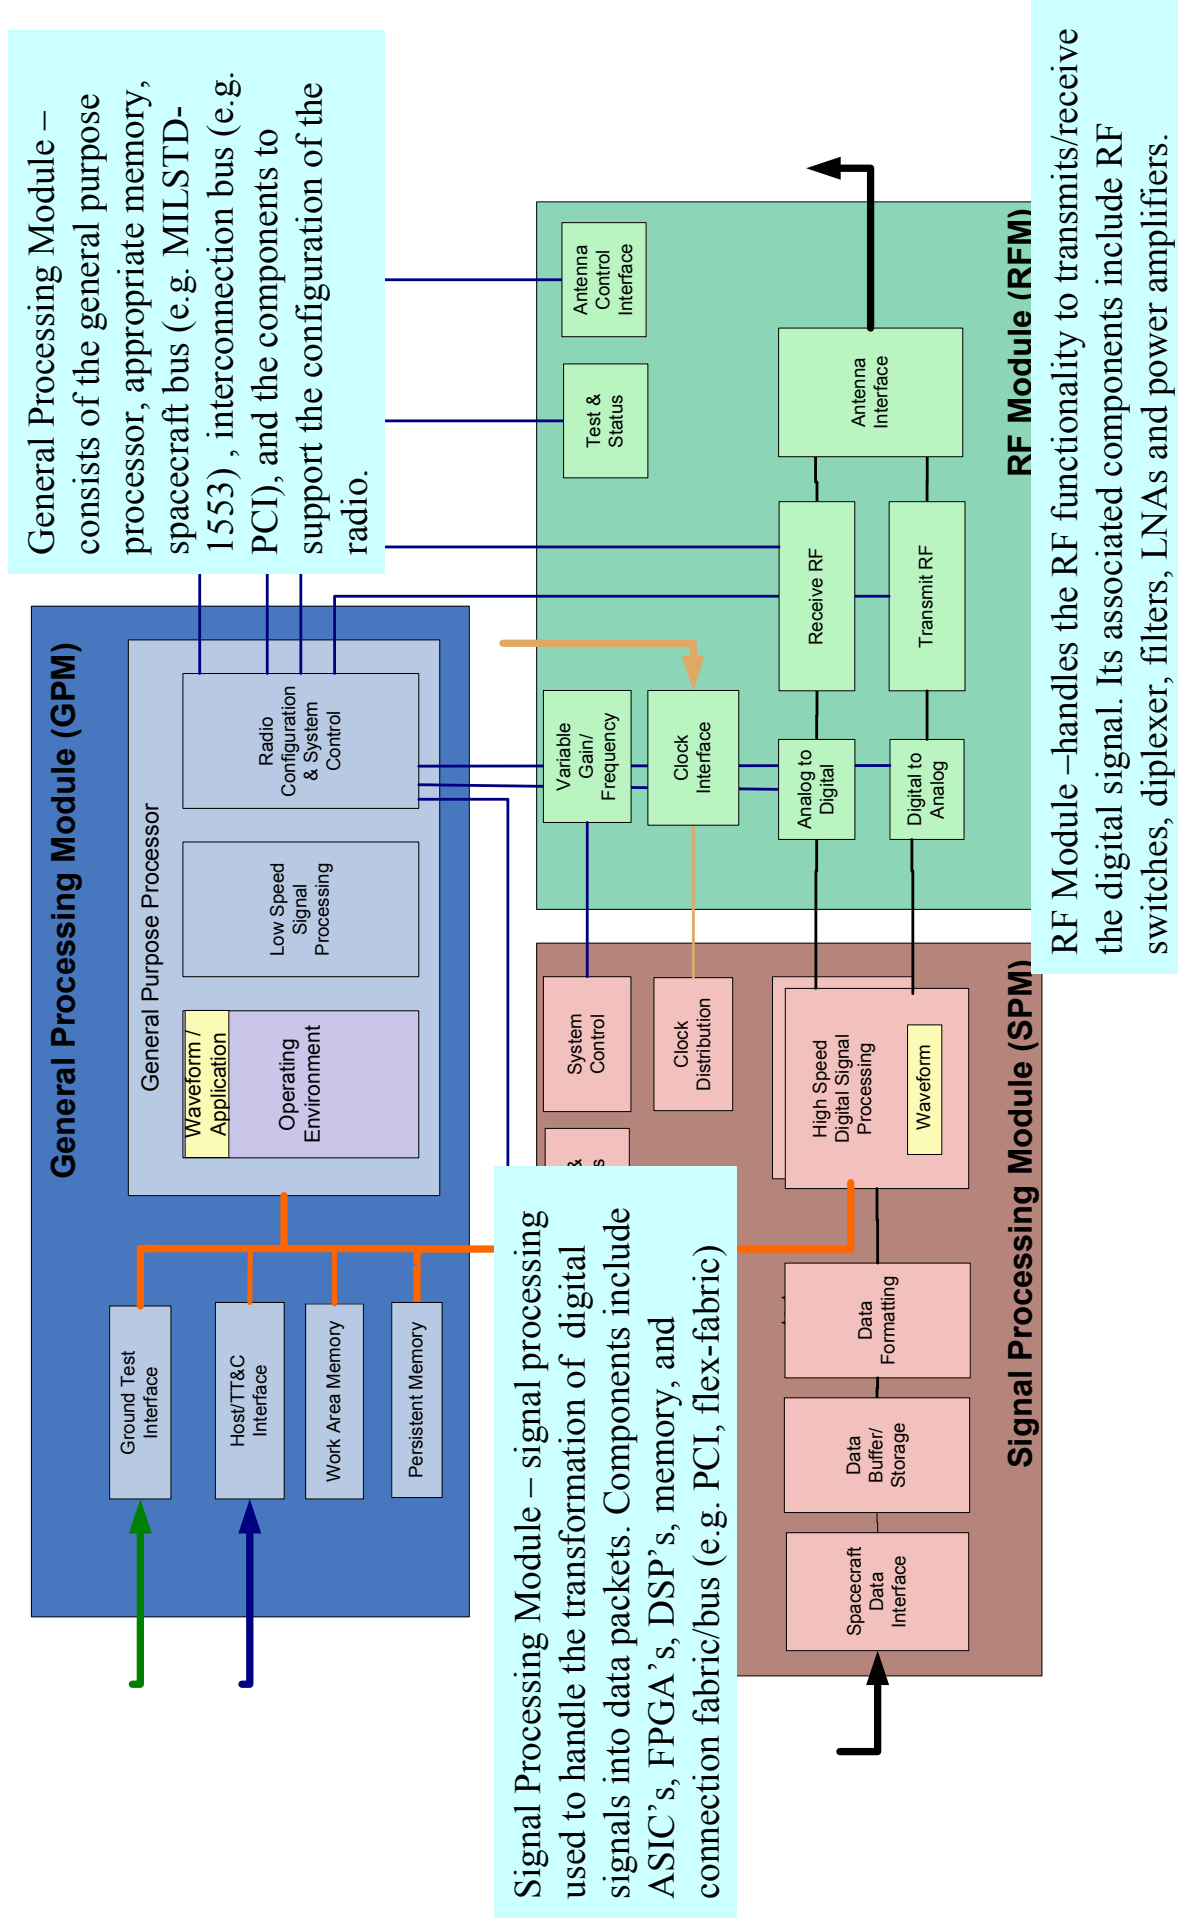 General Processing Module –
consists of the general purpose
processor, appropriate memory,
spacecraft bus (e.g. MILSTD-
1553) , interconnection bus (e.g.
PCI), and the components to
support the configuration of the
radio.
General Processing Module (GPM)
General Purpose Processor
Ground Test
Interface
Host/TT&C
Interface
Work Area Memory
Persistent Memory
Waveform /
Application
Operating
Environment
Low Speed
Signal
Processing
Radio
Configuration
& System
Control
Signal Processing Module – signal processing
used to handle the transformation of digital
signals into data packets. Components include
ASIC’s, FPGA’s, DSP’s, memory, and
connection fabric/bus (e.g. PCI, flex-fabric)
&
s
System
Control
Clock
Distribution
Spacecraft
Data
Interface
Data
Buffer/
Storage
Data
Formatting
High Speed
Digital Signal
Processing
Waveform
Signal Processing Module (SPM)
Variable
Gain/
Frequency
Clock
Interface
Test &
Status
Antenna
Control
Interface
Analog to
Digital
Digital to
Analog
Receive RF
Transmit RF
Antenna
Interface
RF Module (RFM)
RF Module –handles the RF functionality to transmits/receive
the digital signal. Its associated components include RF
switches, diplexer, filters, LNAs and power amplifiers.